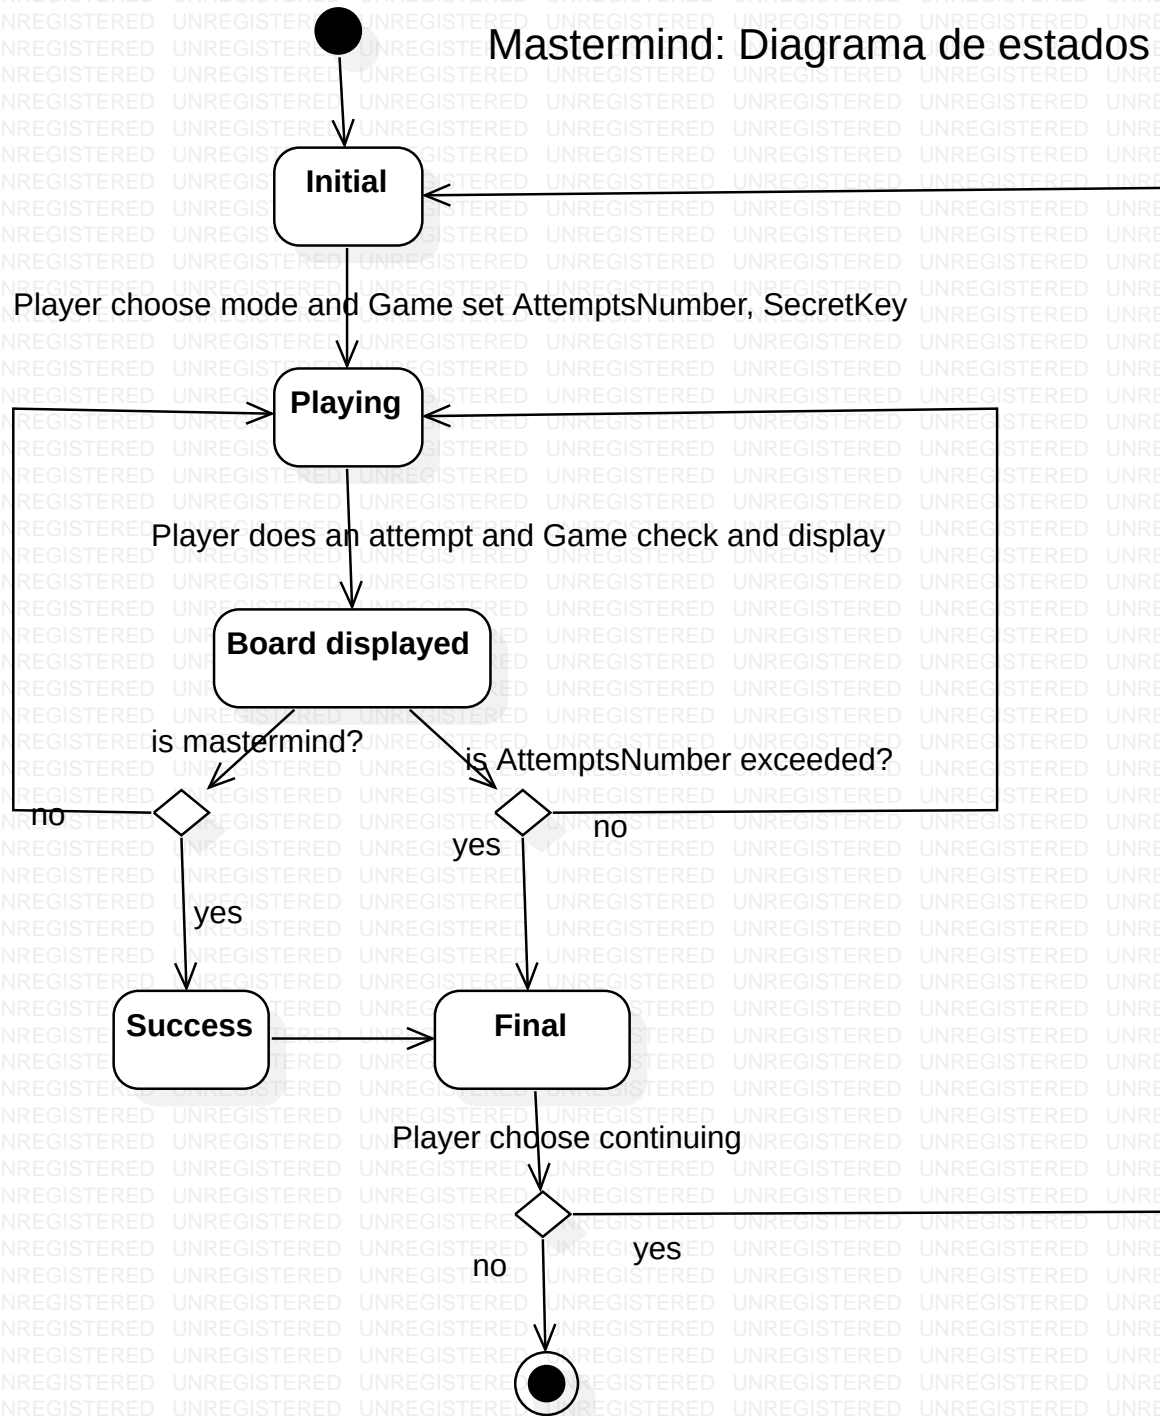 Mastermind: Diagrama de estados
Initial
Player choose mode and Game set AttemptsNumber, SecretKey
Playing
Player does an attempt and Game check and display
Board displayed
is mastermind?
is AttemptsNumber exceeded?
no
no
yes
yes
Success
Final
Player choose continuing
yes
no
UNREGISTERED